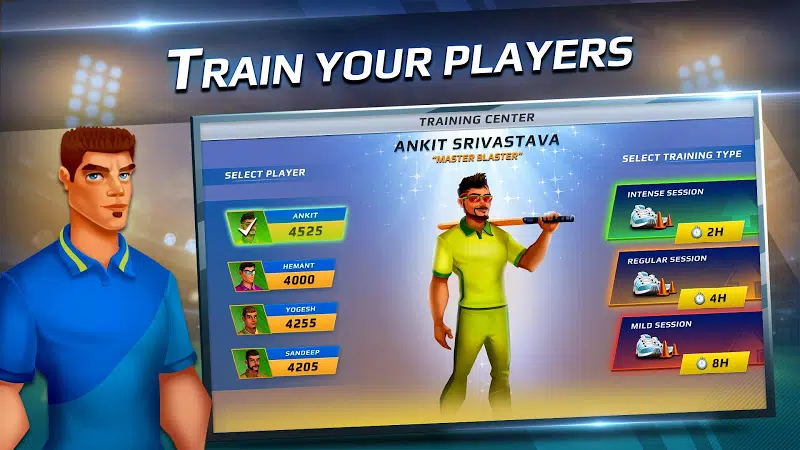 TRAIN YOUR PLAYERS
TRAINING CENTER
ANKIT SRIVASTAVA
"MASTER BLASTER"
SELECT PLAYER
ANKIT
4525
HEMANT
4000
YOGESH
4255
SANDEEP
4205
SELECT TRAINING TYPE
INTENSE SESSION
2H
REGULAR SESSION
4H
MILD SESSION
8H